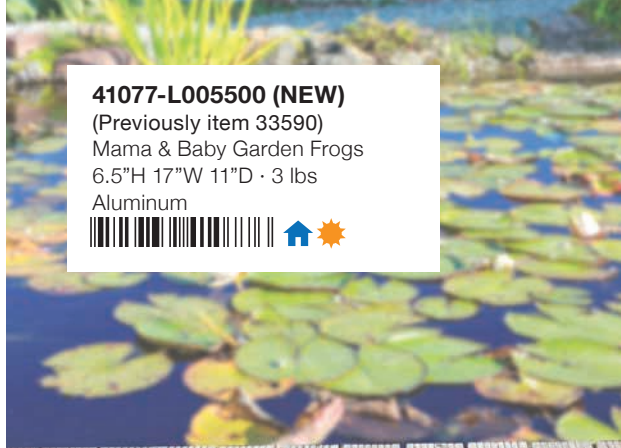 41077-L005500 (NEW)
(Previously item 33590)
Mama & Baby Garden Frogs
6.5”H 17”W 11”D · 3 lbs
Aluminum